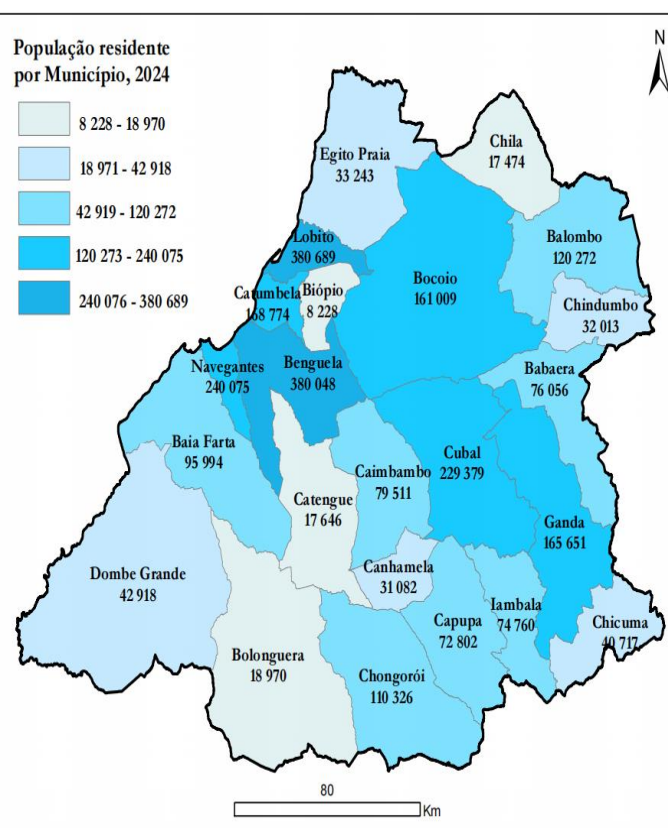 População residente
por Município, 2024
8 228 - 18 970
18 971 - 42 918
42 919 - 120 272
120 273 - 240 075
240 076 - 380 689
N
Chila
17 474
Egito Praia
33 243
Lobito
380 689
Balombo
120 272
Bocoio
161 009
Catumbela
168 774
Biópio
8 228
Chindumbo
32 013
Navegantes
240 075
Benguela
380 048
Babaera
76 056
Baia Farta
95 994
Caimbambo
79 511
Cubal
229 379
Catengue
17 646
Ganda
165 651
Dombe Grande
42 918
Canhamela
31 082
Iambala
74 760
Capupa
72 802
Chicuma
40 717
Bolonguera
18 970
Chongorói
110 326
80
Km